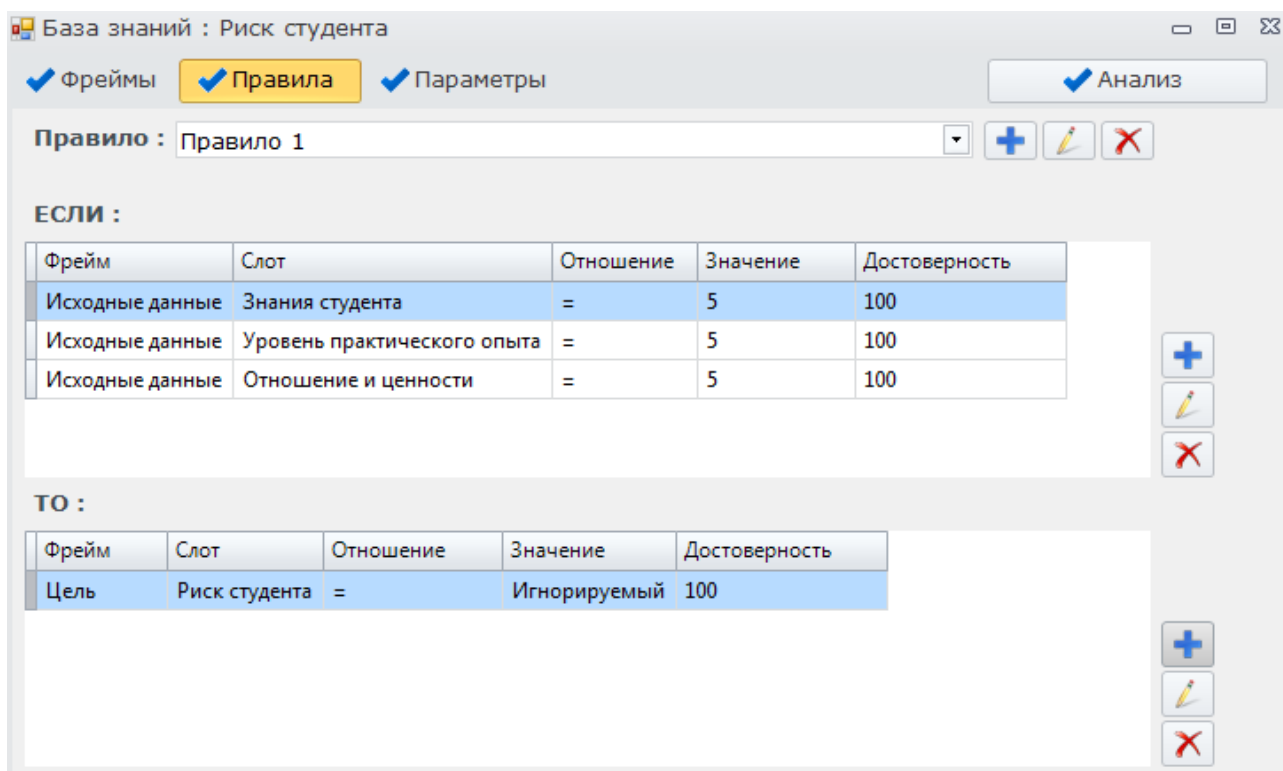 База знаний : Риск студента
Фреймы Правила Параметры Анализ
Правило : Правило 1
ЕСЛИ :
Фрейм Слот Отношение Значение Достоверность
Исходные данные Знания студента = 5 100
Исходные данные Уровень практического опыта = 5 100
Исходные данные Отношение и ценности = 5 100
ТО :
Фрейм Слот Отношение Значение Достоверность
Цель Риск студента = Игнорируемый 100